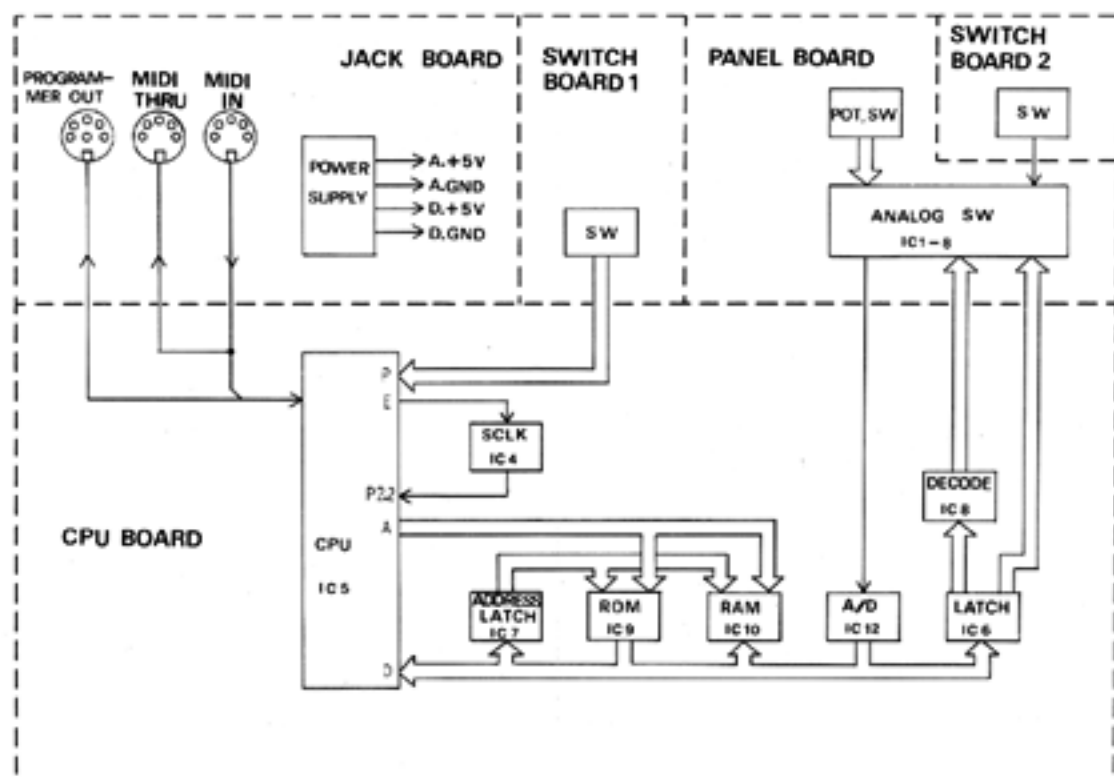 JACK BOARD
PROGRAM-
MER OUT
MIDI
THRU
MIDI
IN
POWER
SUPPLY
A.+5V
A.GND
D.+5V
D.GND
SWITCH
BOARD 1
SW
PANEL BOARD
POT, SW
SWITCH
BOARD 2
SW
ANALOG SW
IC1-8
CPU BOARD
CPU
IC5
P
E
P22
A
D
SCLK
IC4
ADDRESS
LATCH
IC7
ROM
IC9
RAM
IC10
A/D
IC12
DECODE
IC8
LATCH
IC6